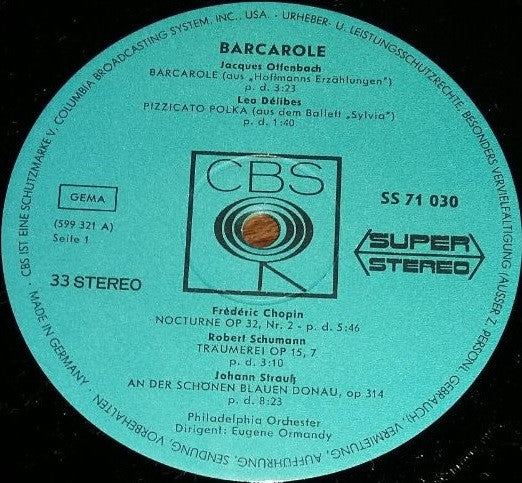 CBS IST EINE SCHUTZMARKE V. COLUMBIA BROADCASTING SYSTEM, INC., USA. · URHEBER- U. LEISTUNGSSCHUTZRECHTE, BESONDERS VERVIELFÄLTIGUNG (AUSSER Z. PERSÖNL. GEBRAUCH), VERMIETUNG, AUFFÜHRUNG, SENDUNG, VORBEHALTEN · MADE IN GERMANY ·
BARCAROLE
Jacques Offenbach
BARCAROLE (aus „Hoffmanns Erzählungen")
p. d. 3:23
Leo Délibes
PIZZICATO POLKA (aus dem Ballett „Sylvia")
p. d. 1:40
CBS
GEMA
(599 321 A)
Seite 1
33 STEREO
SS 71 030
SUPER
STEREO
Frédéric Chopin
NOCTURNE OP 32, Nr. 2 - p. d. 5:46
Robert Schumann
TRÄUMEREI OP 15, 7
p. d. 3:10
Johann Strauß
AN DER SCHÖNEN BLAUEN DONAU, op 314
p. d. 8:23
Philadelphia Orchester
Dirigent: Eugène Ormandy